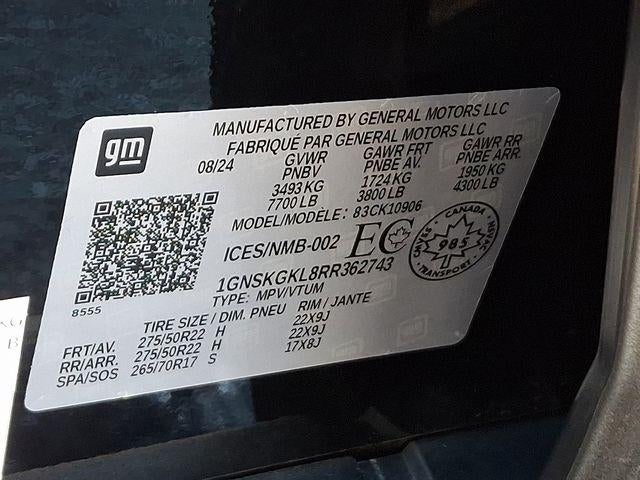 gm
MANUFACTURED BY GENERAL MOTORS LLC
FABRIQUÉ PAR GENERAL MOTORS LLC
08/24 GVWR GAWR FRT GAWR RR
PNBV PNBE AV. PNBE ARR.
3493 KG 1724 KG 1950 KG
7700 LB 3800 LB 4300 LB
MODEL/MODÈLE: 83CK10906
ICES/NMB-002 EC
CANADA
MVSAC
985
TRANSPORT
1GNSKGKL8RR362743
TYPE: MPV/VTUM
8555
TIRE SIZE / DIM. PNEU RIM / JANTE
FRT/AV. 275/50R22 H 22X9J
RR/ARR. 275/50R22 H 22X9J
SPA/SOS 265/70R17 S 17X8J